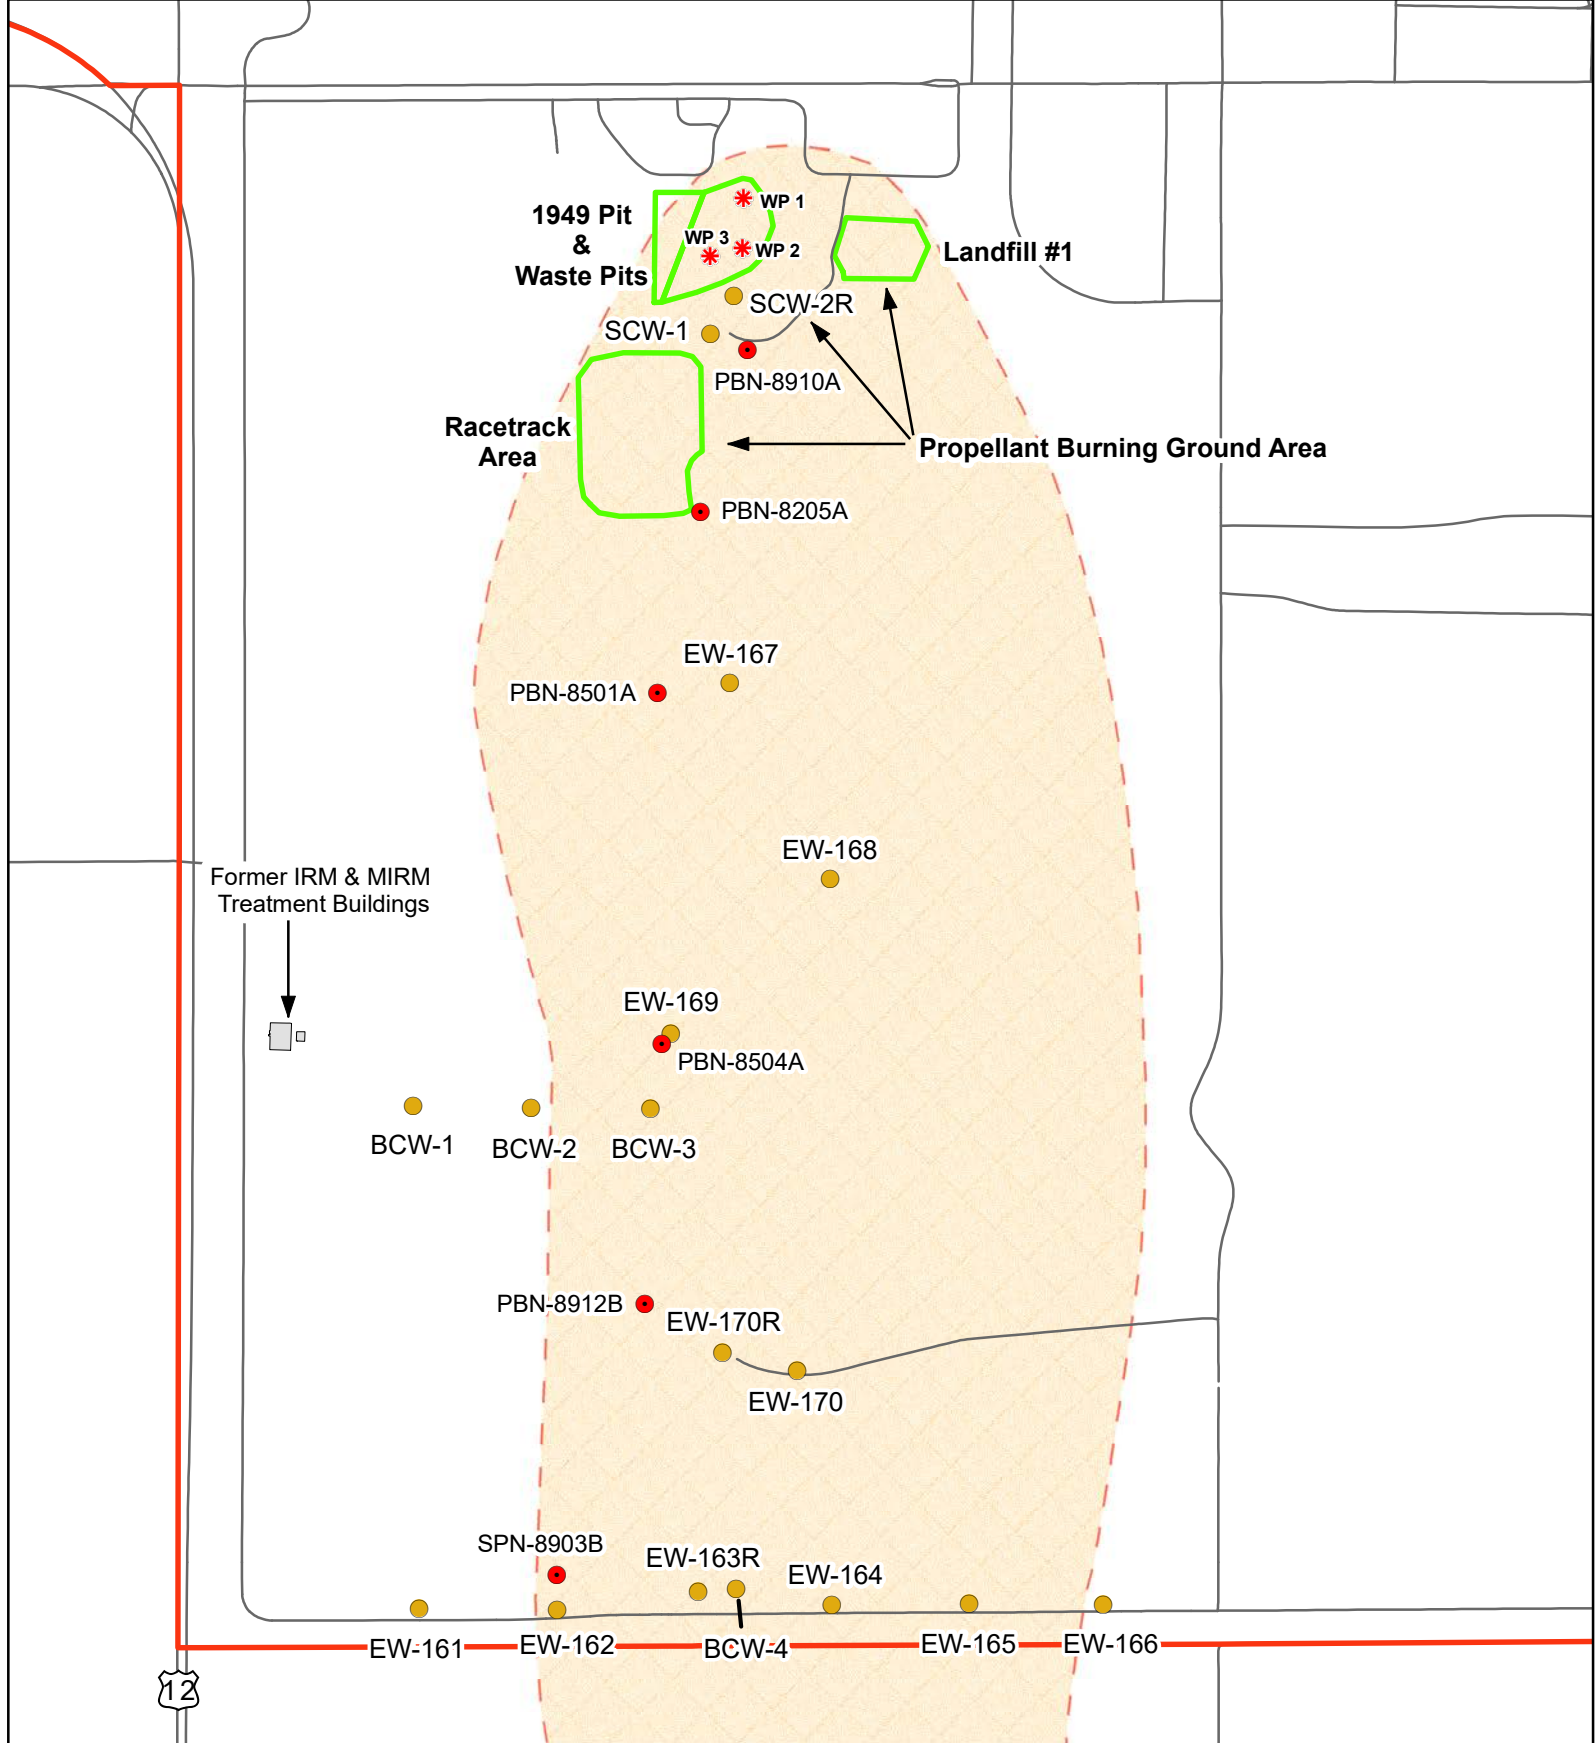 WP 1
1949 Pit
&
Waste Pits
WP 3
WP 2
Landfill #1
SCW-2R
SCW-1
PBN-8910A
Racetrack
Area
Propellant Burning Ground Area
PBN-8205A
EW-167
PBN-8501A
EW-168
Former IRM & MIRM
Treatment Buildings
EW-169
PBN-8504A
BCW-1
BCW-2
BCW-3
PBN-8912B
EW-170R
EW-170
SPN-8903B
EW-163R
EW-164
EW-161
EW-162
BCW-4
EW-165
EW-166
12